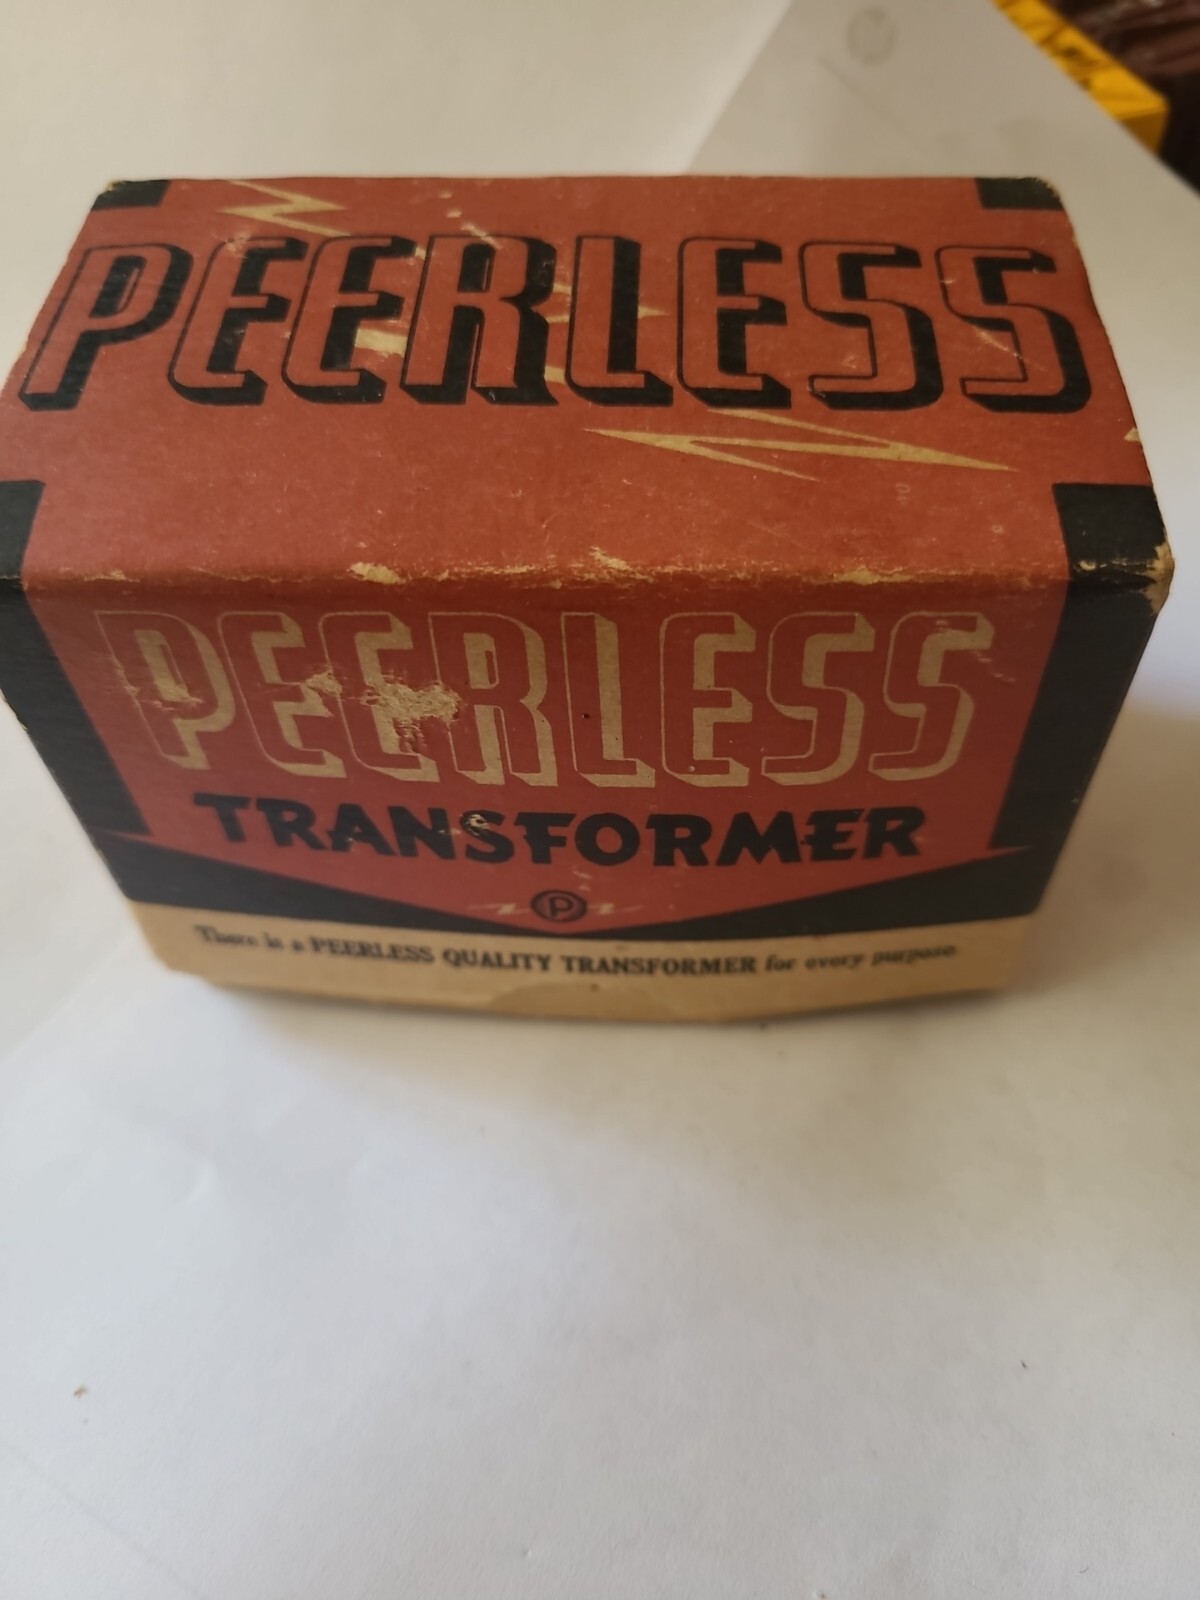 PEERLESS
PEERLESS
TRANSFORMER
P
There is a PEERLESS QUALITY TRANSFORMER for every purpose